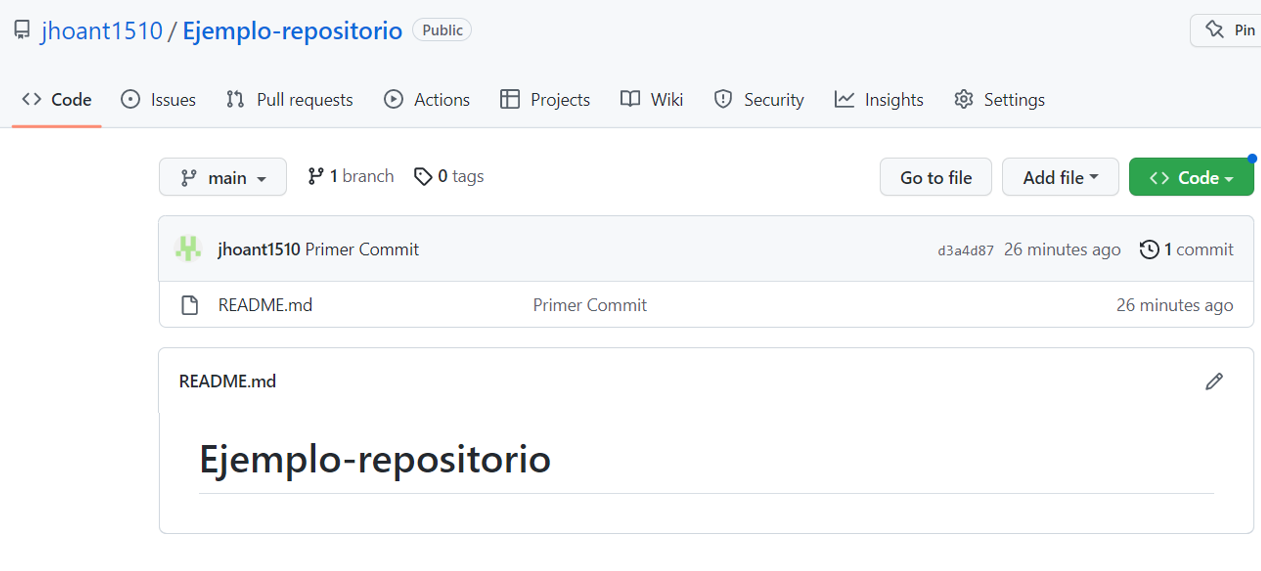 jhoant1510 / Ejemplo-repositorio Public Pin
Code Issues Pull requests Actions Projects Wiki Security Insights Settings
main 1 branch 0 tags Go to file Add file Code
jhoant1510 Primer Commit d3a4d87 26 minutes ago 1 commit
README.md Primer Commit 26 minutes ago
README.md
Ejemplo-repositorio